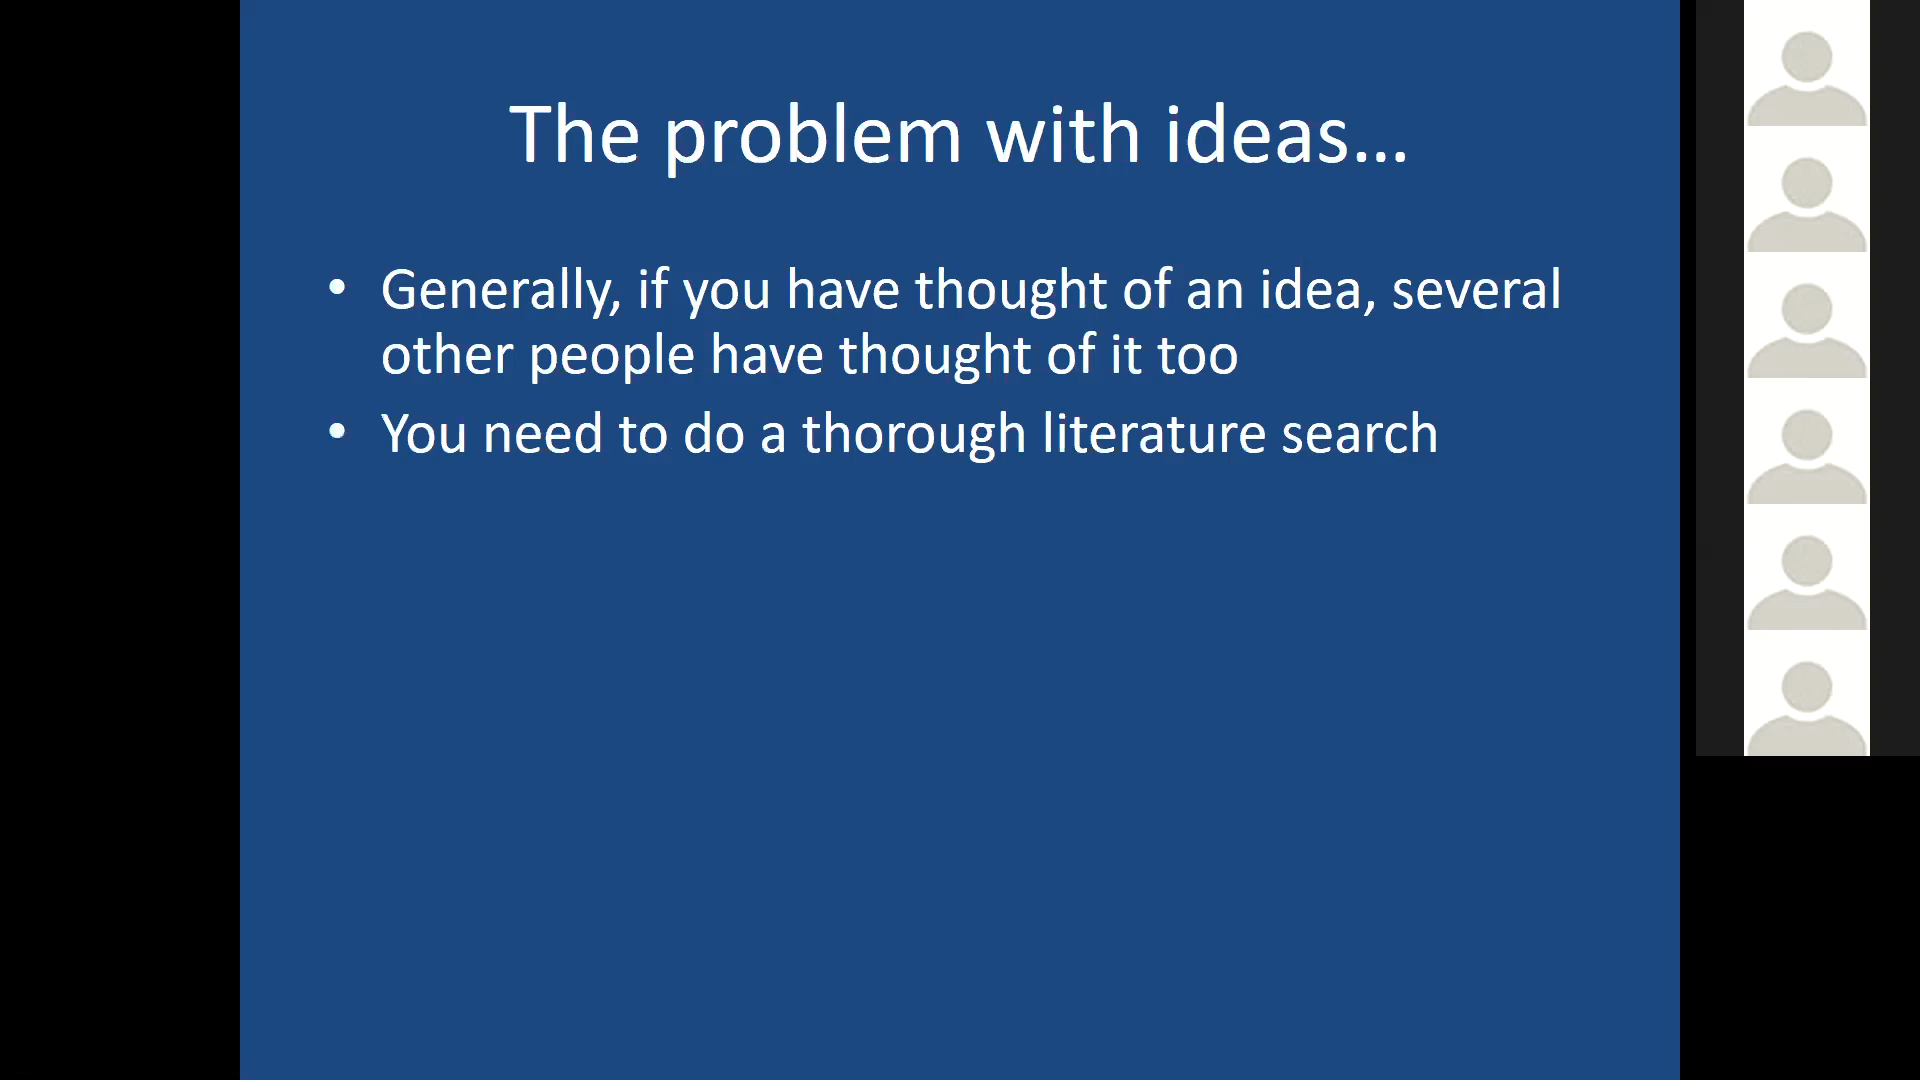 The problem with ideas...
• Generally, if you have thought of an idea, several
other people have thought of it too
• You need to do a thorough literature search